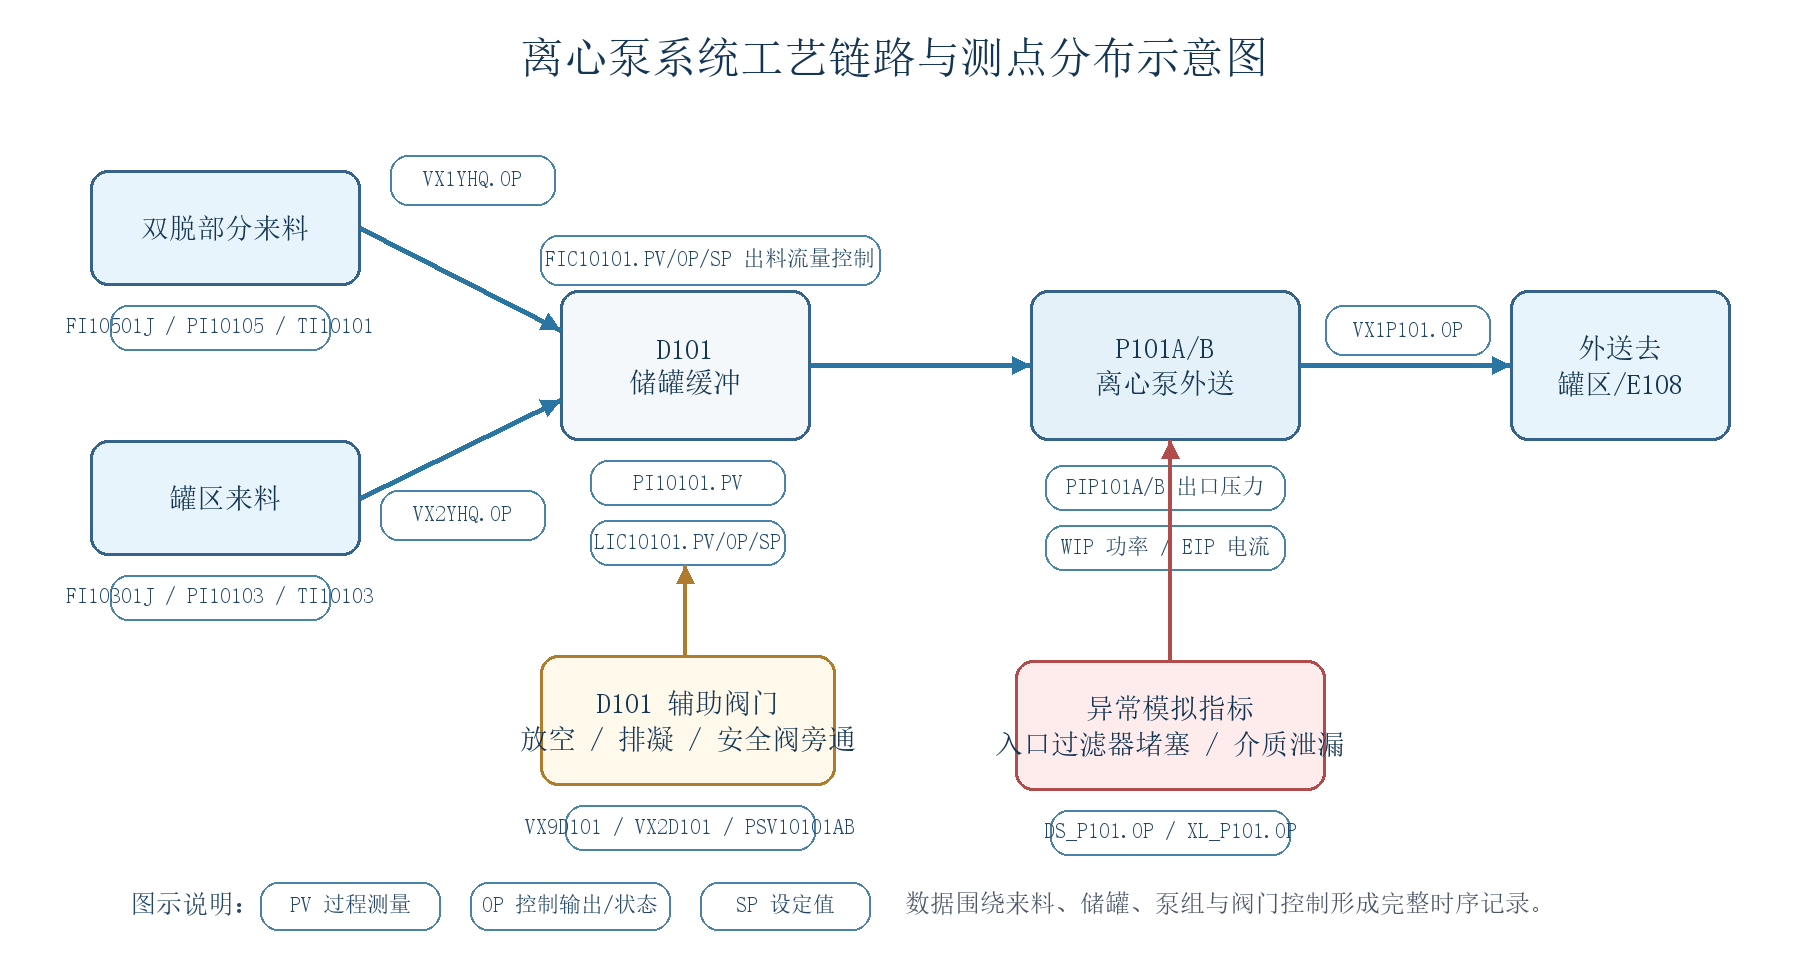 离心泵系统工艺链路与测点分布示意图
VX1YHQ.OP
双脱部分来料
FI10501J / PI10105 / TI10101
FIC10101.PV/OP/SP 出料流量控制
D101
储罐缓冲
P101A/B
离心泵外送
VX1P101.OP
外送去
罐区/E108
罐区来料
VX2YHQ.OP
FI10301J / PI10103 / TI10103
PI10101.PV
LIC10101.PV/OP/SP
PIP101A/B 出口压力
WIP 功率 / EIP 电流
D101 辅助阀门
放空 / 排凝 / 安全阀旁通
VX9D101 / VX2D101 / PSV10101AB
异常模拟指标
入口过滤器堵塞 / 介质泄漏
DS_P101.OP / XL_P101.OP
图示说明：
PV 过程测量
OP 控制输出/状态
SP 设定值
数据围绕来料、储罐、泵组与阀门控制形成完整时序记录。